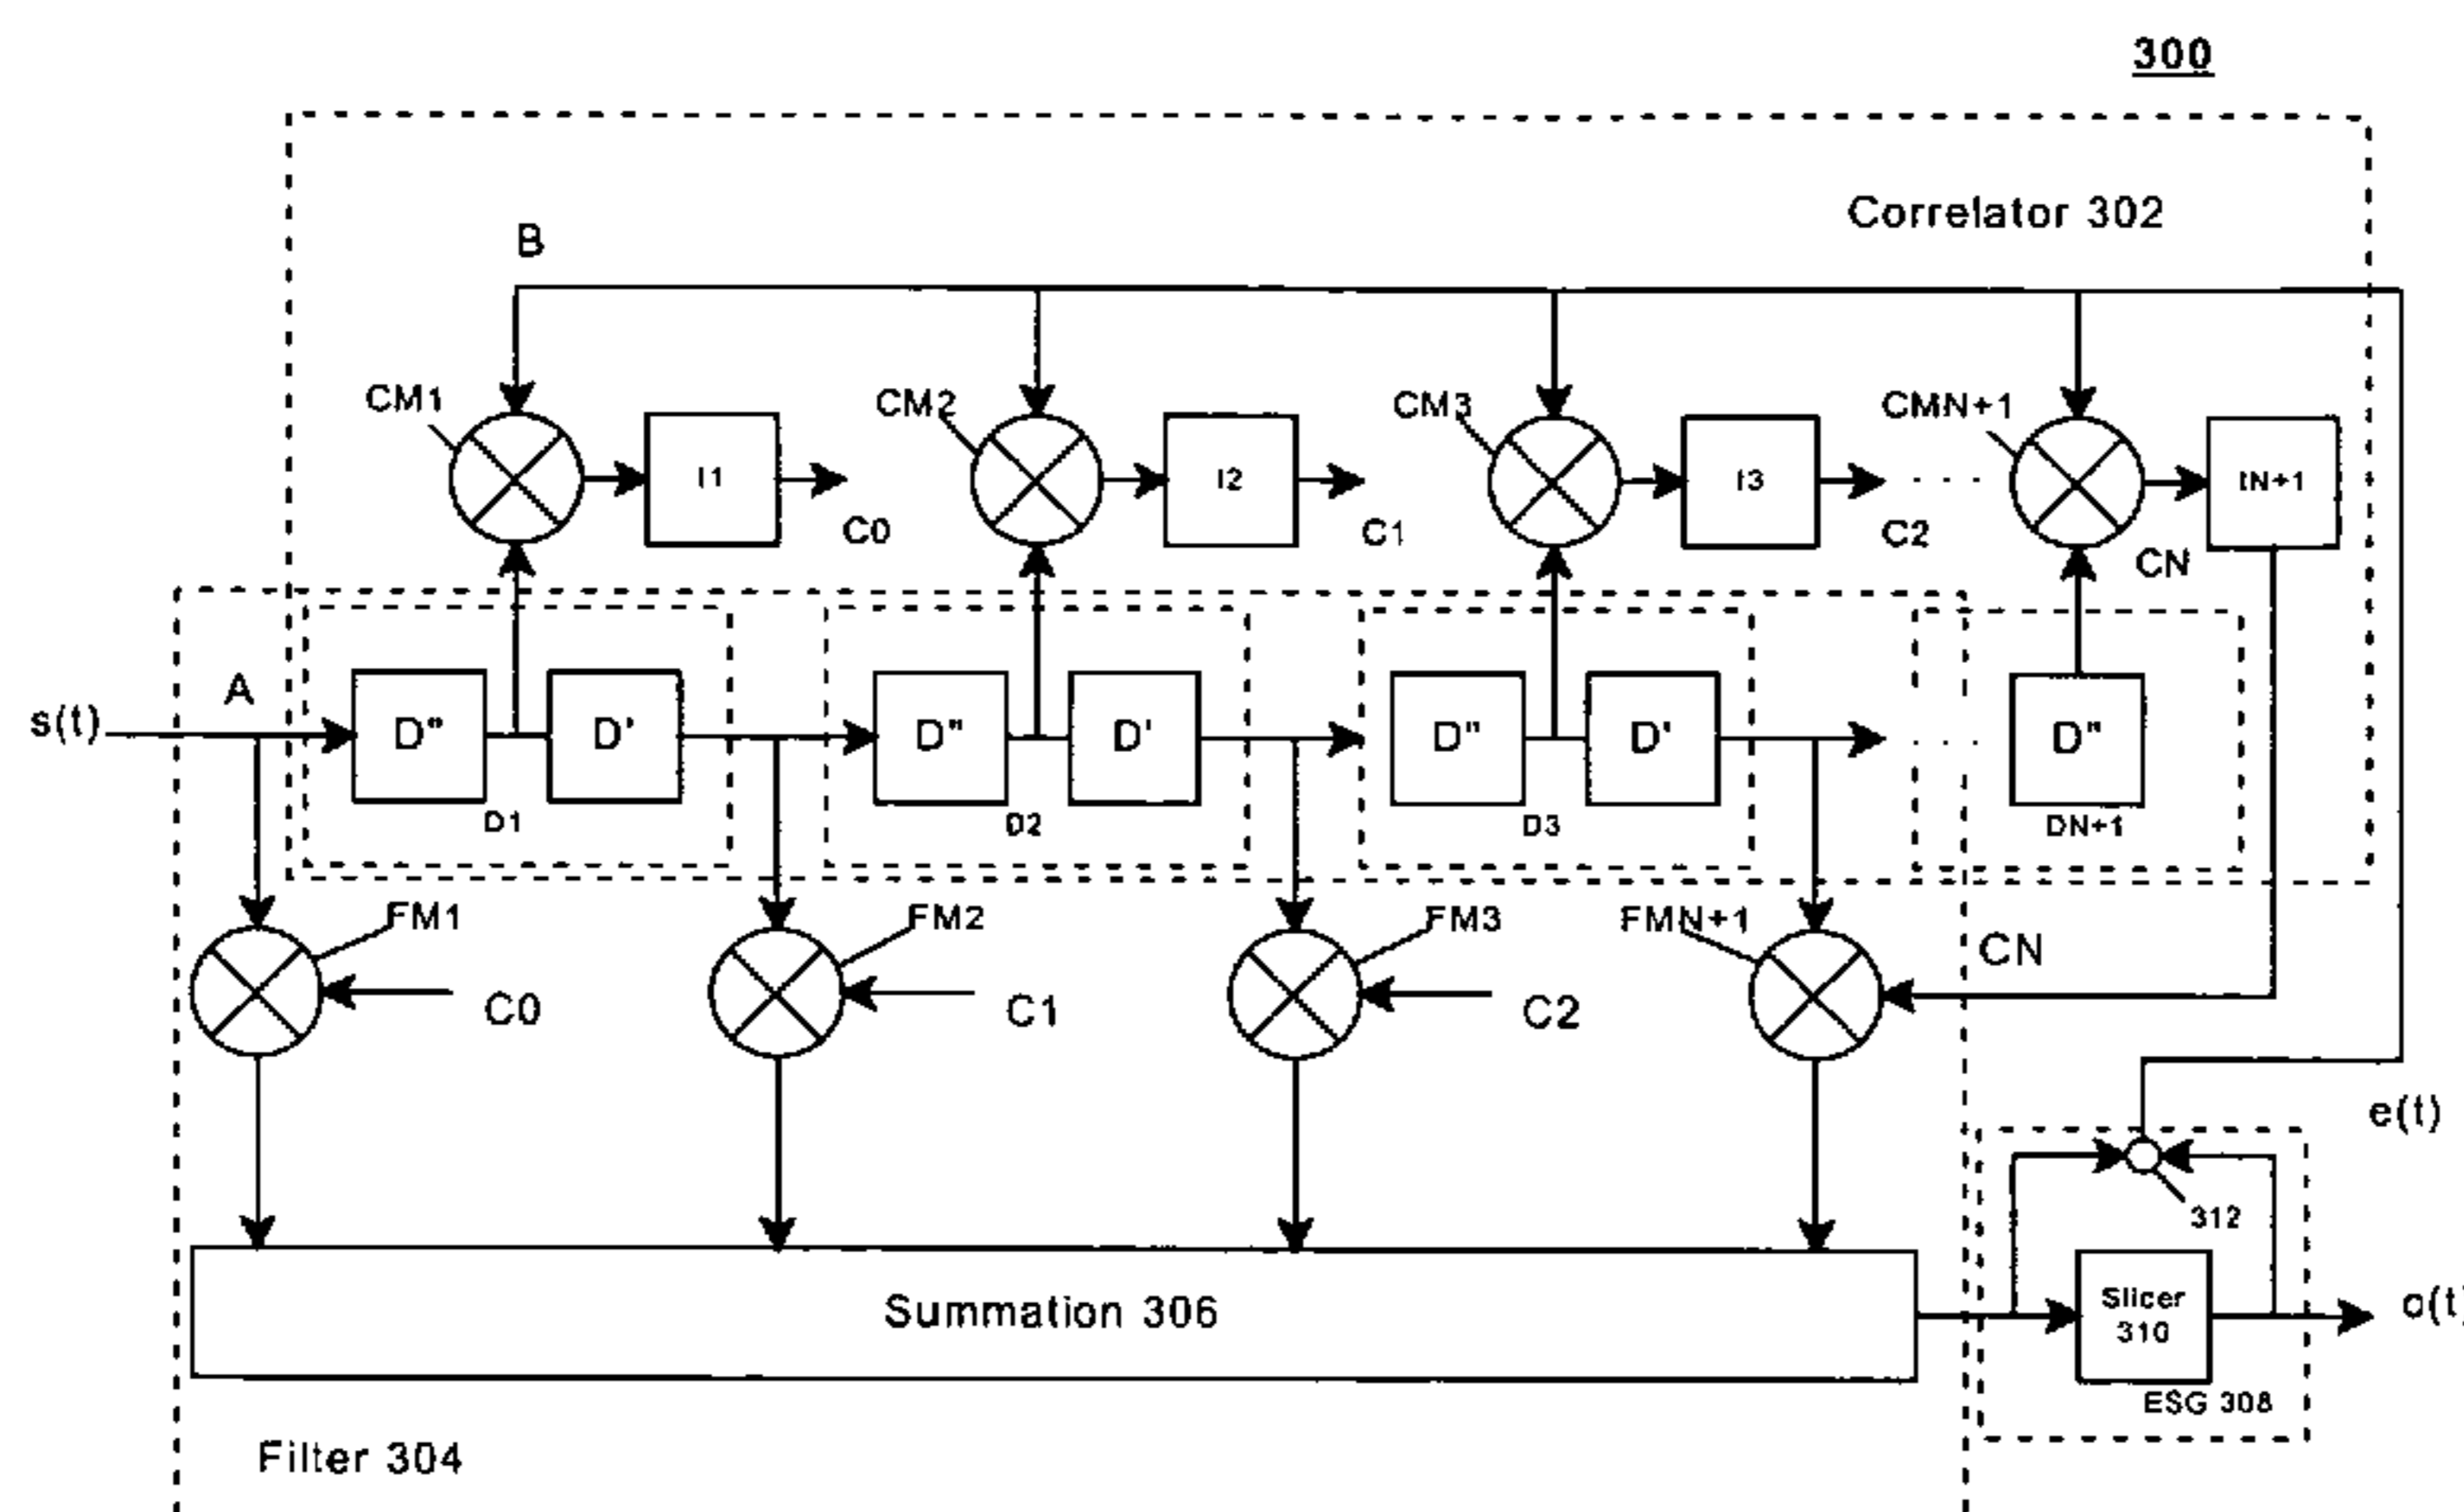 300
Correlator 302
B
CM1
CM2
CM3
CMN+1
I1
I2
I3
IN+1
C0
C1
C2
CN
A
s(t)
D"
D'
D"
D'
D"
D'
D"
D1
D2
D3
DN+1
FM1
FM2
FM3
FMN+1
CN
C0
C1
C2
e(t)
312
Summation 306
Slicer
310
o(t)
ESG 308
Filter 304